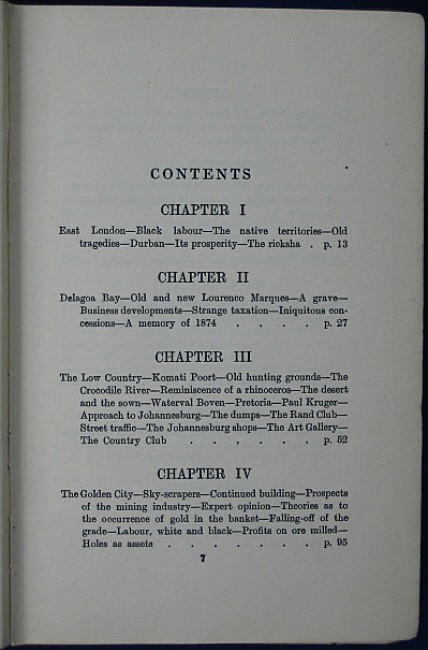 CONTENTS
CHAPTER I
East London—Black labour—The native territories—Old
tragedies—Durban—Its prosperity—The ricksha . p. 13
CHAPTER II
Delagoa Bay—Old and new Lourenco Marques—A grave—
Business developments—Strange taxation—Iniquitous con-
cessions—A memory of 1874 . . . . p. 27
CHAPTER III
The Low Country—Komati Poort—Old hunting grounds—The
Crocodile River—Reminiscence of a rhinoceros—The desert
and the sown—Waterval Boven—Pretoria—Paul Kruger—
Approach to Johannesburg—The dumps—The Rand Club—
Street traffic—The Johannesburg shops—The Art Gallery—
The Country Club . . . . . . p. 52
CHAPTER IV
The Golden City—Sky-scrapers—Continued building—Prospects
of the mining industry—Expert opinion—Theories as to
the occurrence of gold in the banket—Falling-off of the
grade—Labour, white and black—Profits on ore milled—
Holes as assets . . . . . . . p. 95
7